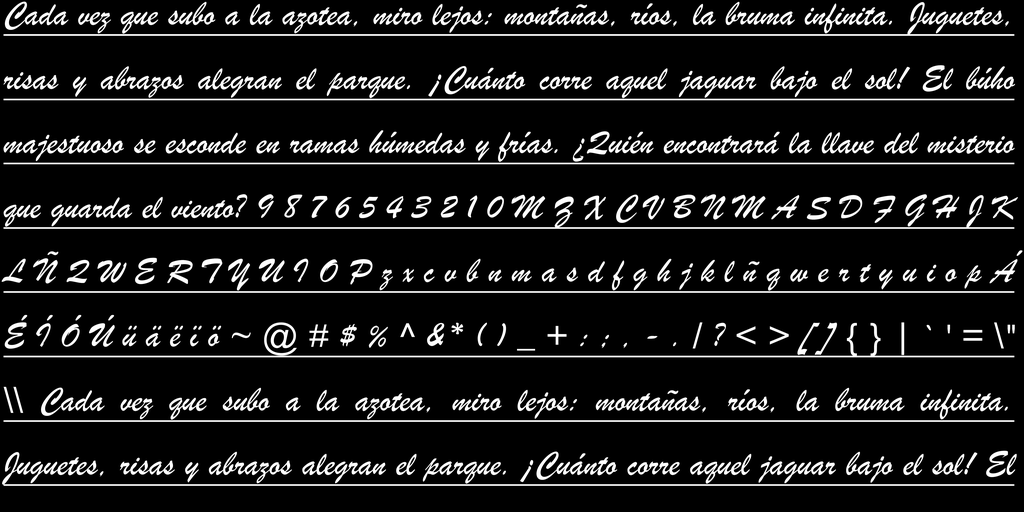 Cada vez que subo a la azotea, miro lejos: montañas, ríos, la bruma infinita. Juguetes,
risas y abrazos alegran el parque. ¡Cuánto corre aquel jaguar bajo el sol! El búho
majestuoso se esconde en ramas húmedas y frías. ¿Quién encontrará la llave del misterio
que guarda el viento? 9 8 7 6 5 4 3 2 1 0 M Z X C V B N M A S D F G H J K
L Ñ Q W E R T Y U I O P z x c v b n m a s d f g h j k l ñ q w e r t y u i o p Á
É Í Ó Ú ü ä ë ï ö ~ @ # $ % ^ & * ( ) _ + : ; , - . / ? < > [ ] { } | ` ' = \"
\\ Cada vez que subo a la azotea, miro lejos: montañas, ríos, la bruma infinita.
Juguetes, risas y abrazos alegran el parque. ¡Cuánto corre aquel jaguar bajo el sol! El